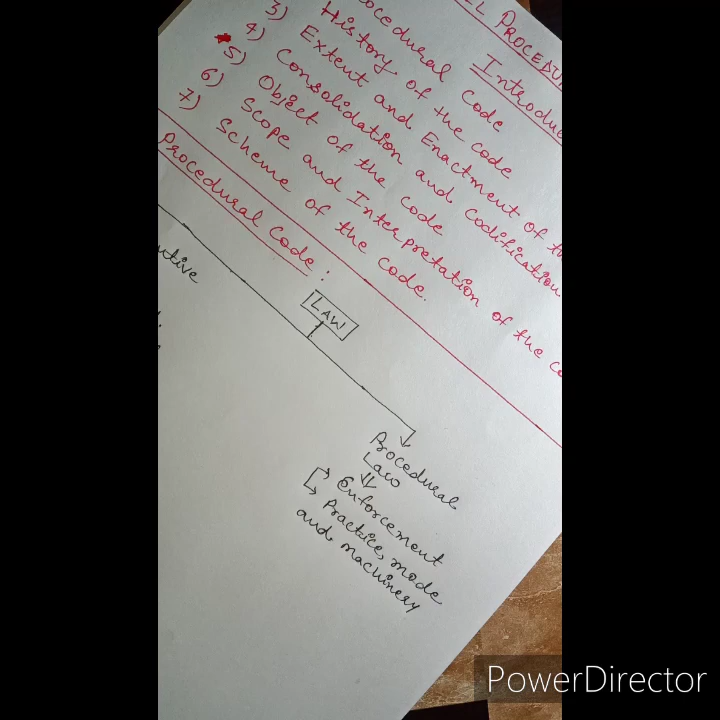 IL PROCEDU
Introduc
ocedural Code
3) History of the code
4) Extent and Enactment of th
5) Consolidation and codification
6) Object of the code
7) Scope and Interpretation of the co
Scheme of the code.
Procedural Code:
LAW
utive
Procedural
Law
Enforcement
Practice, mode
and machinery
PowerDirector